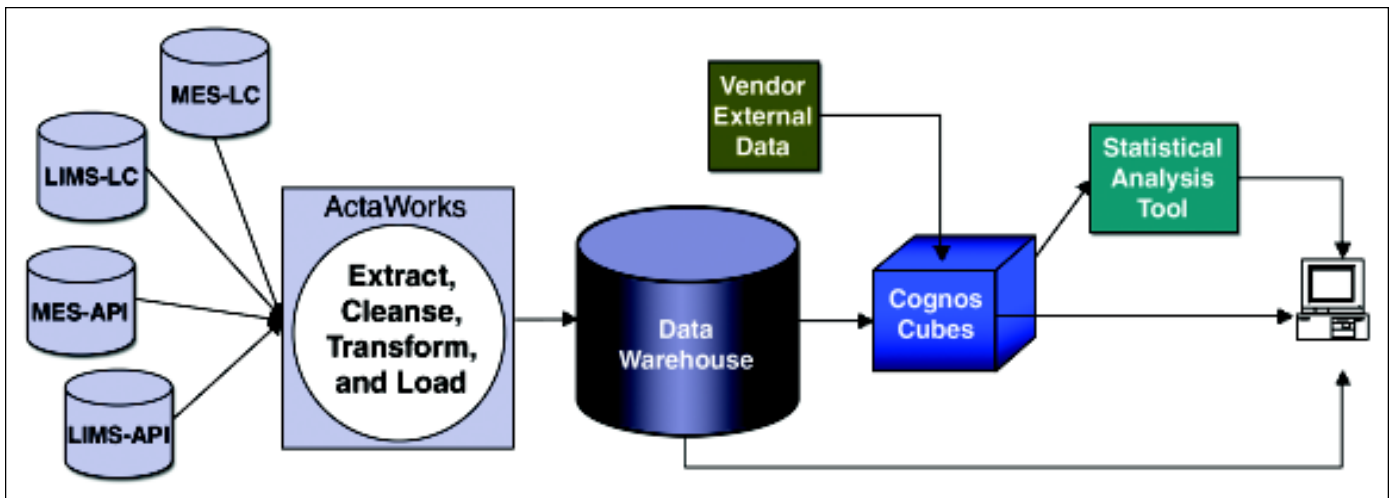 MES-LC
LIMS-LC
MES-API
LIMS-API
ActaWorks
Extract,
Cleanse,
Transform,
and Load
Data
Warehouse
Vendor
External
Data
Cognos
Cubes
Statistical
Analysis
Tool